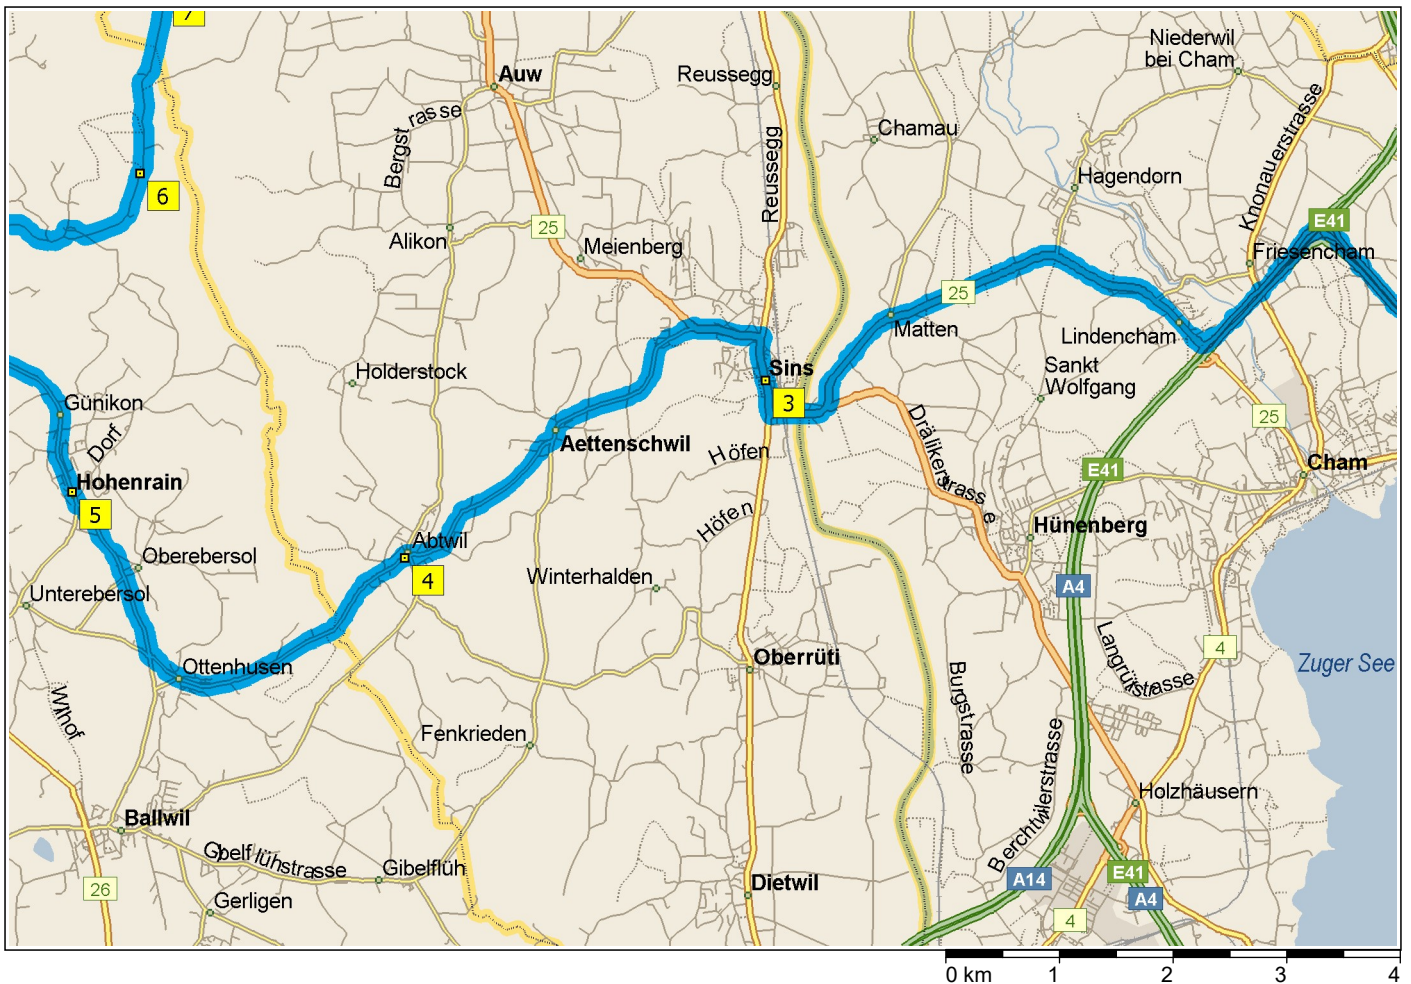 7
Niederwil
bei Cham
Auw
Reussegg
Bergstrasse
Chamau
Knonauerstrasse
6
Reussegg
Hagendorn
E41
25
Alikon
Meienberg
Friesencham
25
Matten
Lindencham
Sins
Sankt
Wolfgang
Holderstock
3
Günikon
Drälikerstrasse
25
Dorf
Aettenschwil
Höfen
Cham
E41
Hohenrain
5
Höfen
Hünenberg
Abtwil
Oberebersol
4
Winterhalden
A4
Unterebersol
Langrütistrasse
4
Oberrüti
Zuger See
Ottenhusen
Burgstrasse
Wilhof
Fenkrieden
Berchtwilerstrasse
Holzhäusern
Ballwil
Gibelflühstrasse
Gibelflüh
E41
A14
Dietwil
26
A4
Gerligen
4
0 km 1 2 3 4